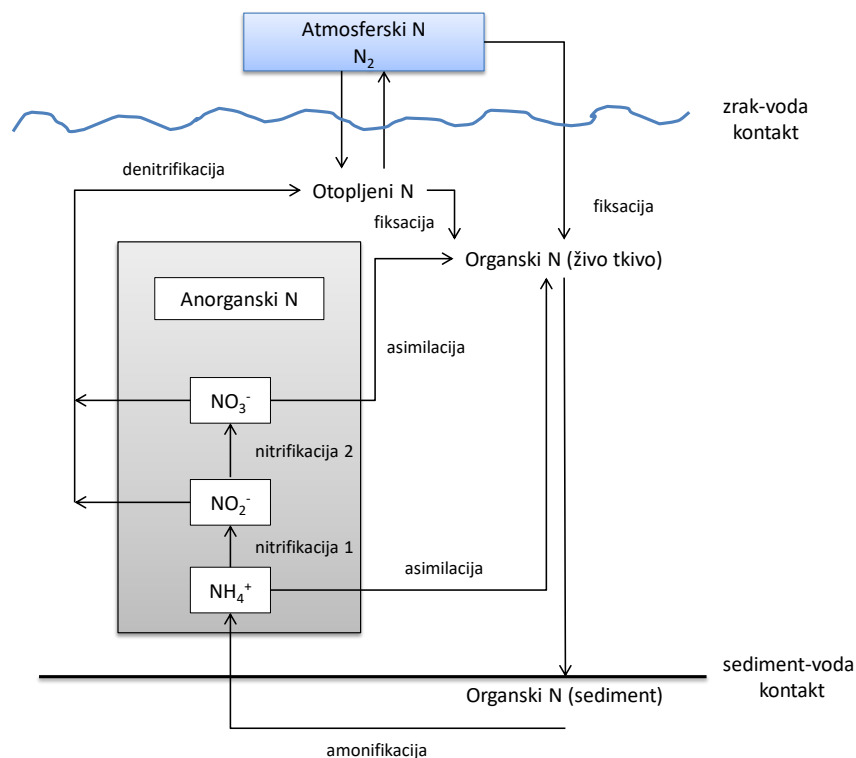 Atmosferski N
N₂
zrak-voda
kontakt
denitrifikacija
Otopljeni N
fiksacija
fiksacija
Organski N (živo tkivo)
Anorganski N
asimilacija
NO₃⁻
nitrifikacija 2
NO₂⁻
nitrifikacija 1
asimilacija
NH₄⁺
sediment-voda
kontakt
Organski N (sediment)
amonifikacija